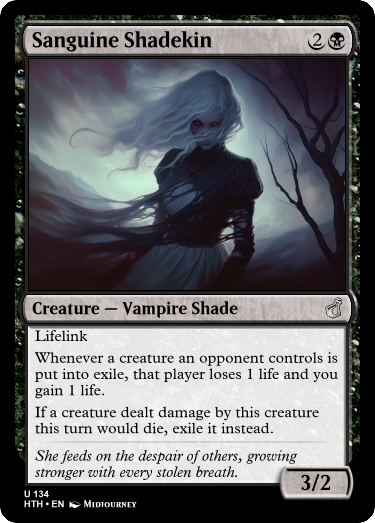 Sanguine Shadekin 2
Creature — Vampire Shade
Lifelink
Whenever a creature an opponent controls is
put into exile, that player loses 1 life and you
gain 1 life.
If a creature dealt damage by this creature
this turn would die, exile it instead.
She feeds on the despair of others, growing
stronger with every stolen breath.
3/2
U 134
HTH • EN Midjourney